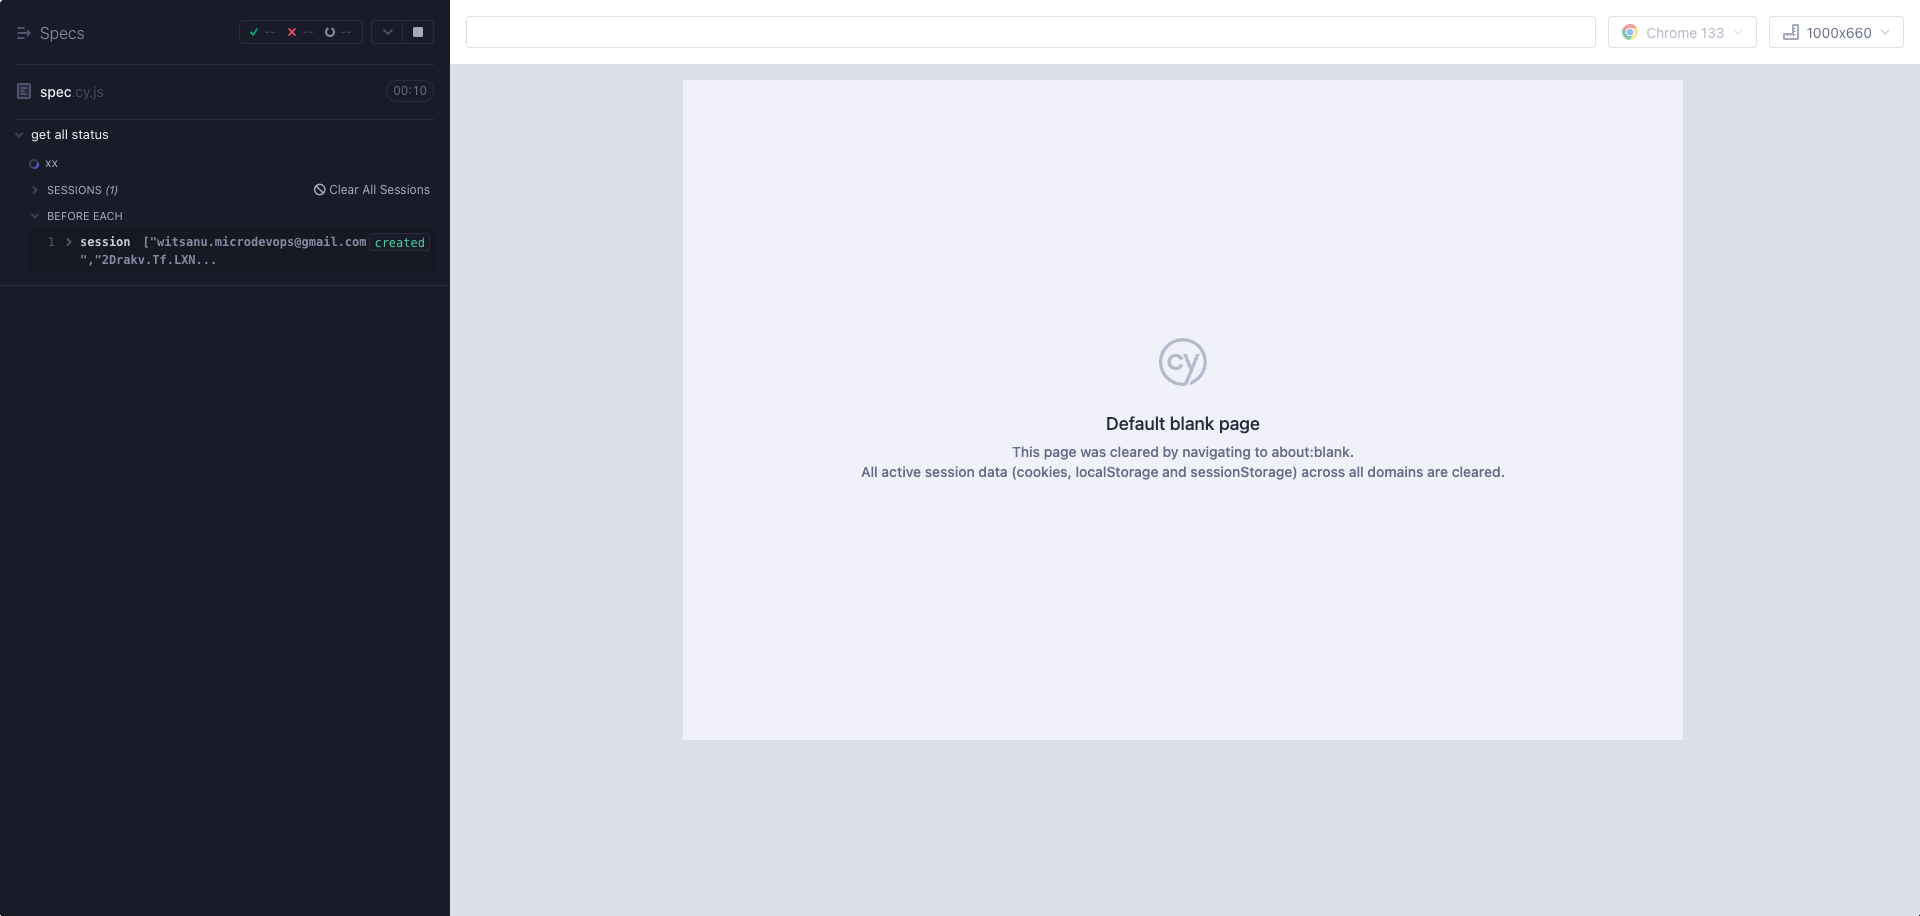 Specs
-- -- --
Chrome 133
1000x660
spec.cy.js
00:10
get all status
xx
SESSIONS (1)
Clear All Sessions
BEFORE EACH
1 session ["witsanu.microdevops@gmail.com created
","2Drakv.Tf.LXN...
cy
Default blank page
This page was cleared by navigating to about:blank.
All active session data (cookies, localStorage and sessionStorage) across all domains are cleared.